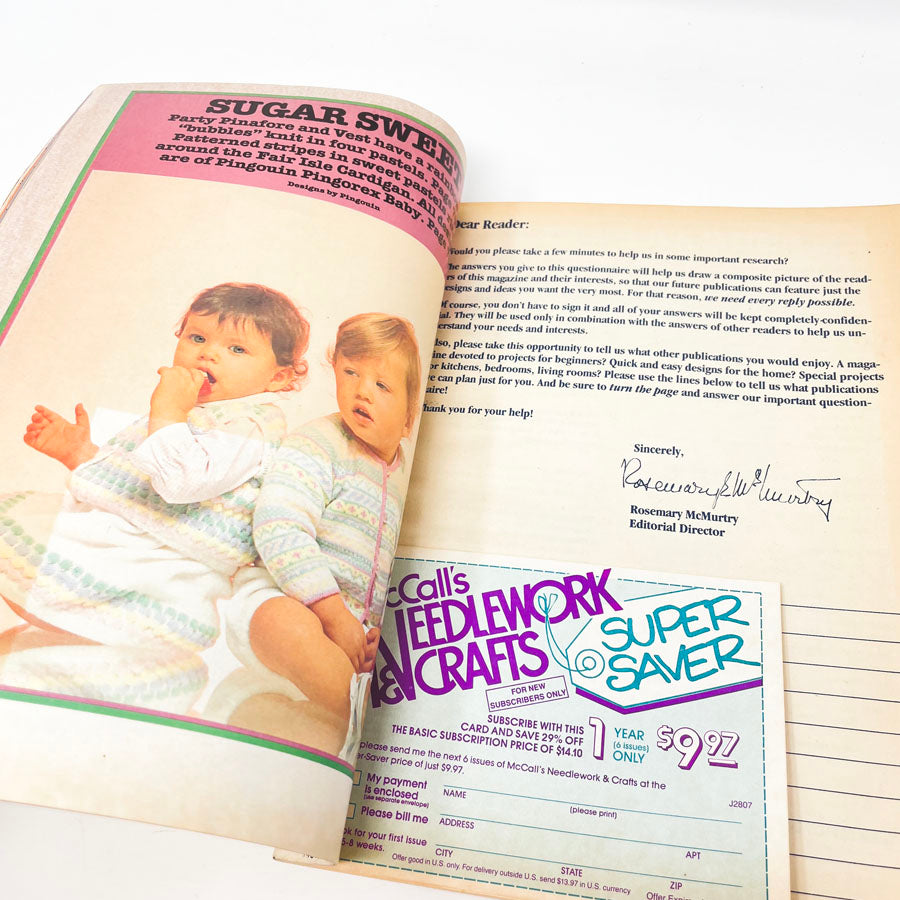 SUGAR SWEET
Party Pinafore and Vest have a
"bubbles" knit in four pastels.
Patterned stripes in sweet pastels
around the Fair Isle Cardigan. All
are of Pingouin Pingorex Baby.
Designs by Pingouin
Dear Reader:
Would you please take a few minutes to help us in some important research?
The answers you give to this questionnaire will help us draw a composite picture of the read-
ers of this magazine and their interests, so that our future publications can feature just the
designs and ideas you want the very most. For that reason, we need every reply possible.
Of course, you don't have to sign it and all of your answers will be kept completely-confiden-
tial. They will be used only in combination with the answers of other readers to help us un-
derstand your needs and interests.
Also, please take this opportunity to tell us what other publications you would enjoy. A maga-
zine devoted to projects for beginners? Quick and easy designs for the home? Special projects
for kitchens, bedrooms, living rooms? Please use the lines below to tell us what publications
we can plan just for you. And be sure to turn the page and answer our important question-
naire!
Thank you for your help!
Sincerely,
Rosemary McMurtry
Rosemary McMurtry
Editorial Director
McCall's
NEEDLEWORK
& CRAFTS
SUPER
SAVER
FOR NEW
SUBSCRIBERS ONLY
SUBSCRIBE WITH THIS
CARD AND SAVE 29% OFF
THE BASIC SUBSCRIPTION PRICE OF $14.10
1 YEAR
(6 issues)
ONLY
$9.97
please send me the next 6 issues of McCall's Needlework & Crafts at the
er-Saver price of just $9.97.
J2807
My payment
is enclosed
(use separate envelope)
Please bill me
NAME
(please print)
ADDRESS
APT
ok for your first issue
6-8 weeks.
CITY
STATE
ZIP
Offer good in U.S. only. For delivery outside U.S. send $13.97 in U.S. currency
Offer